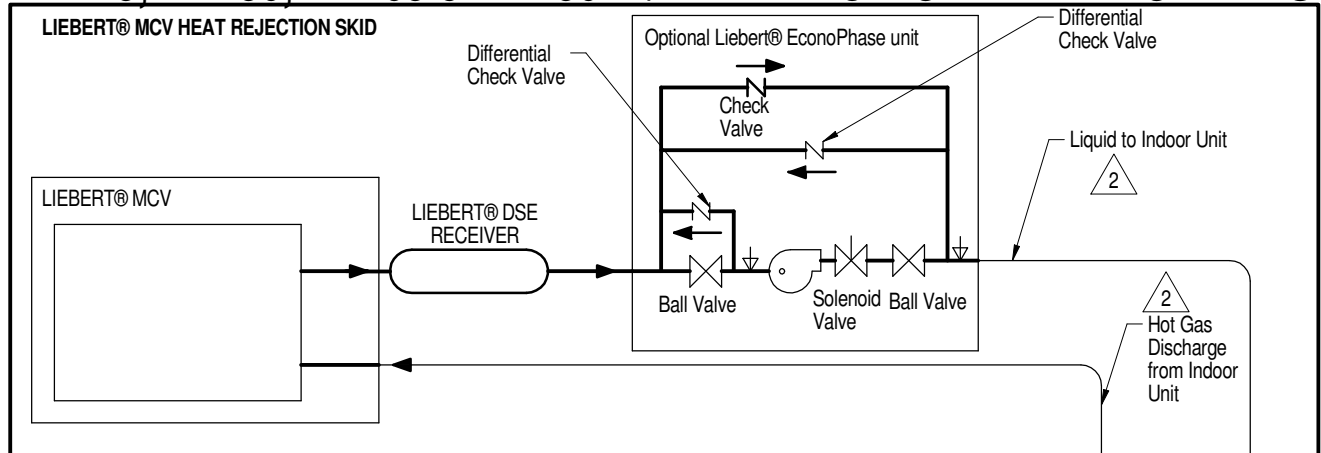 LIEBERT® MCV HEAT REJECTION SKID
Differential
Check Valve
Optional Liebert® EconoPhase unit
Differential
Check Valve
Check
Valve
Liquid to Indoor Unit
2
LIEBERT® MCV
LIEBERT® DSE
RECEIVER
Ball Valve
Solenoid
Valve
Ball Valve
2
Hot Gas
Discharge
from Indoor
Unit